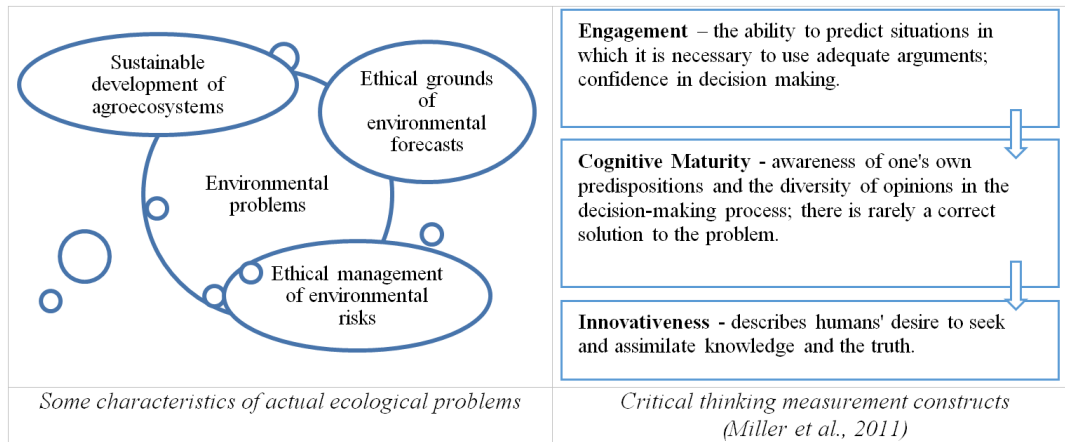 Sustainable
development of
agroecosystems
Ethical grounds
of
environmental
forecasts
Environmental
problems
Ethical management
of environmental
risks
Some characteristics of actual ecological problems
Engagement – the ability to predict situations in
which it is necessary to use adequate arguments;
confidence in decision making.
Cognitive Maturity - awareness of one's own
predispositions and the diversity of opinions in the
decision-making process; there is rarely a correct
solution to the problem.
Innovativeness - describes humans' desire to seek
and assimilate knowledge and the truth.
Critical thinking measurement constructs
(Miller et al., 2011)